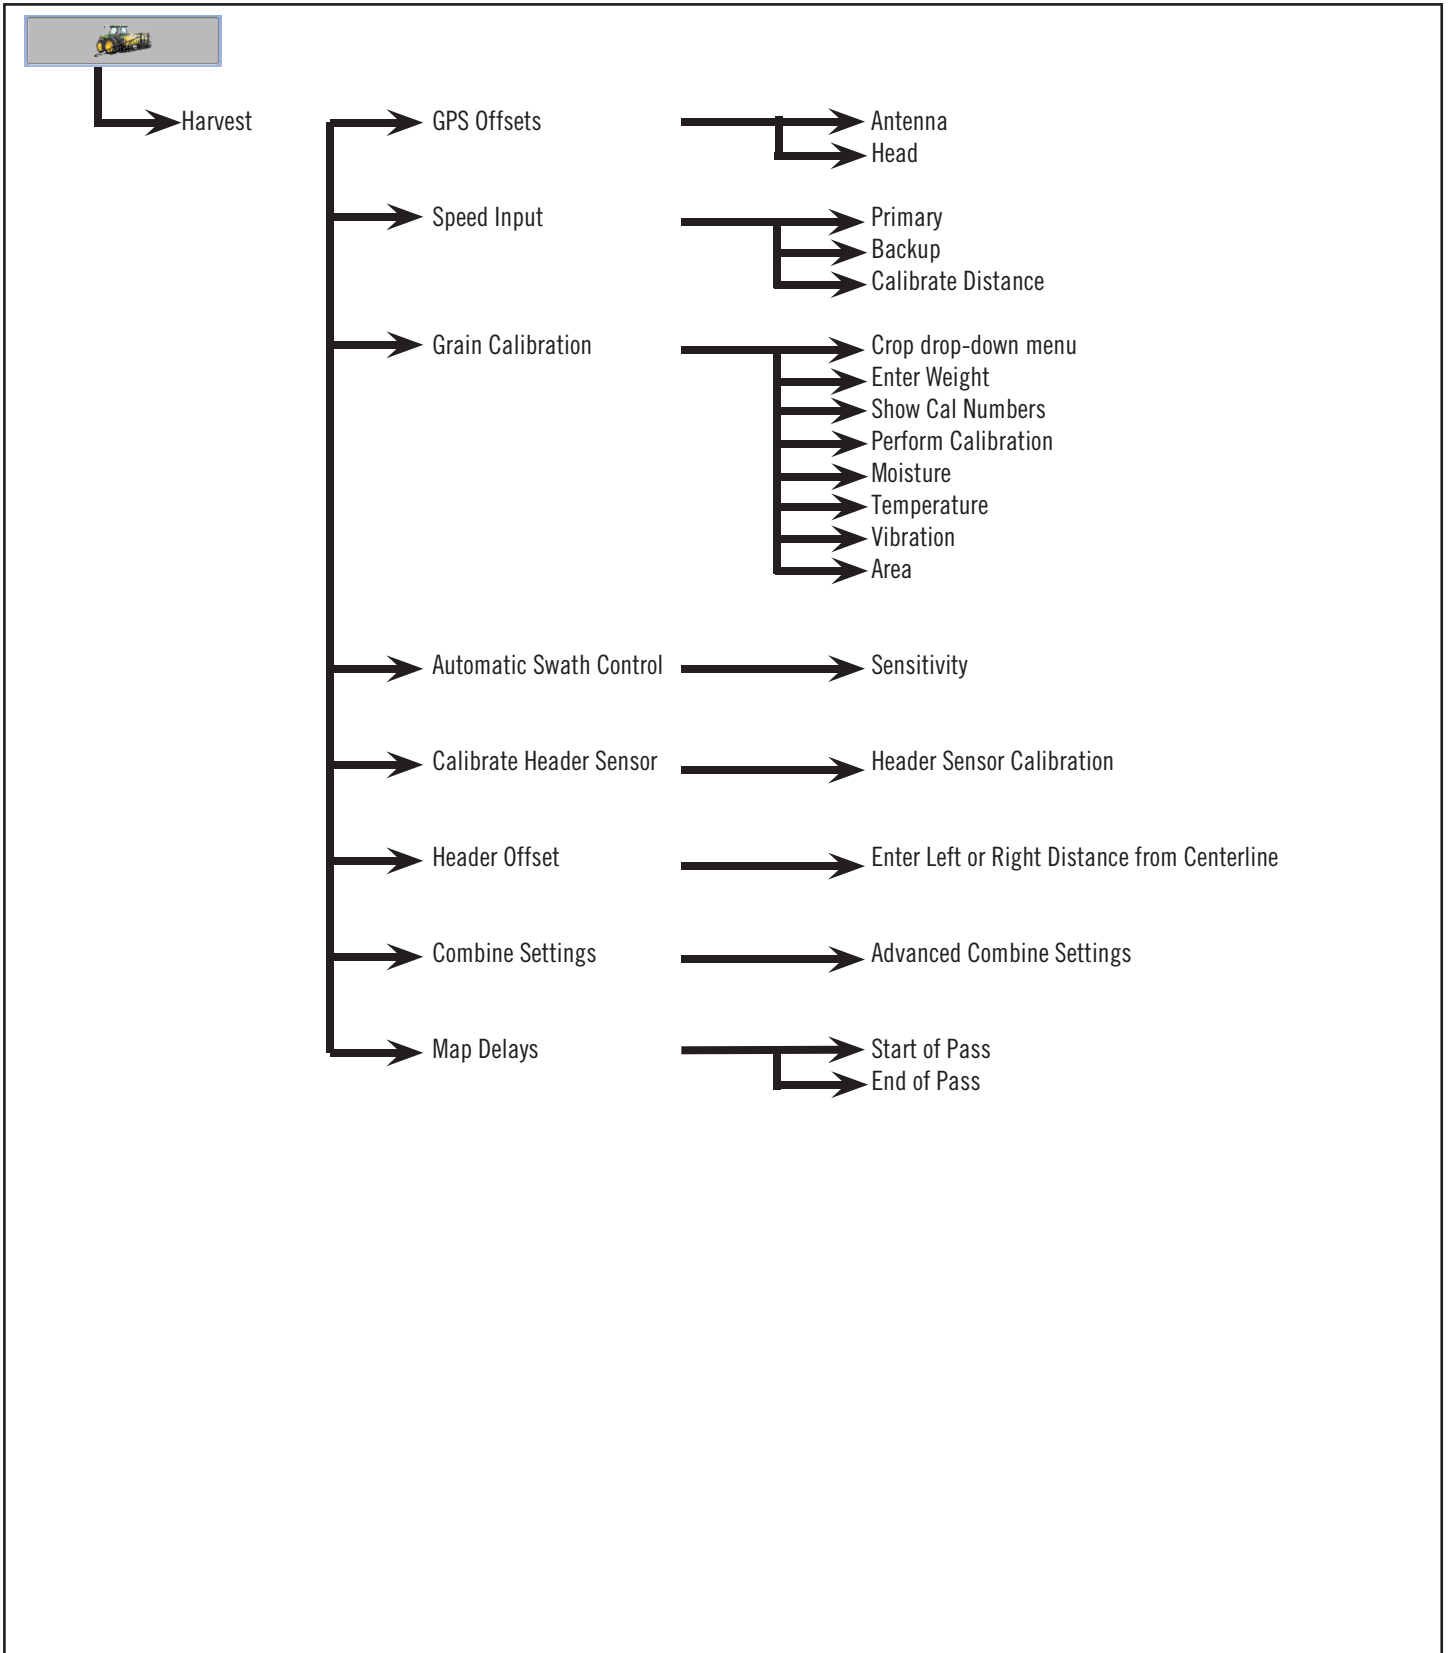 Harvest
GPS Offsets
Antenna
Head
Speed Input
Primary
Backup
Calibrate Distance
Grain Calibration
Crop drop-down menu
Enter Weight
Show Cal Numbers
Perform Calibration
Moisture
Temperature
Vibration
Area
Automatic Swath Control
Sensitivity
Calibrate Header Sensor
Header Sensor Calibration
Header Offset
Enter Left or Right Distance from Centerline
Combine Settings
Advanced Combine Settings
Map Delays
Start of Pass
End of Pass